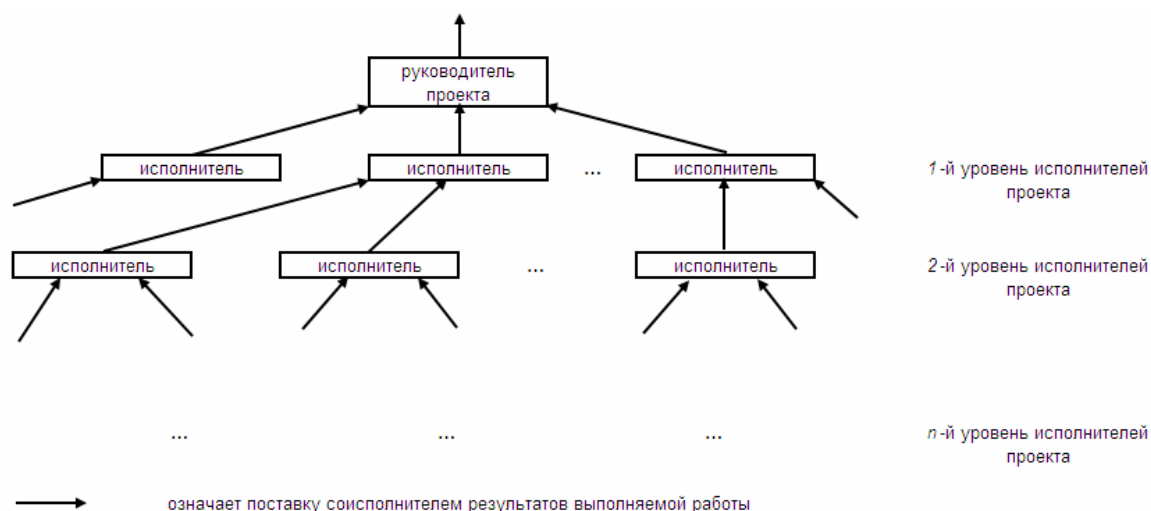 руководитель
проекта
исполнитель
исполнитель
...
исполнитель
1-й уровень исполнителей
проекта
исполнитель
исполнитель
...
исполнитель
2-й уровень исполнителей
проекта
...
...
...
n-й уровень исполнителей
проекта
означает поставку соисполнителем результатов выполняемой работы